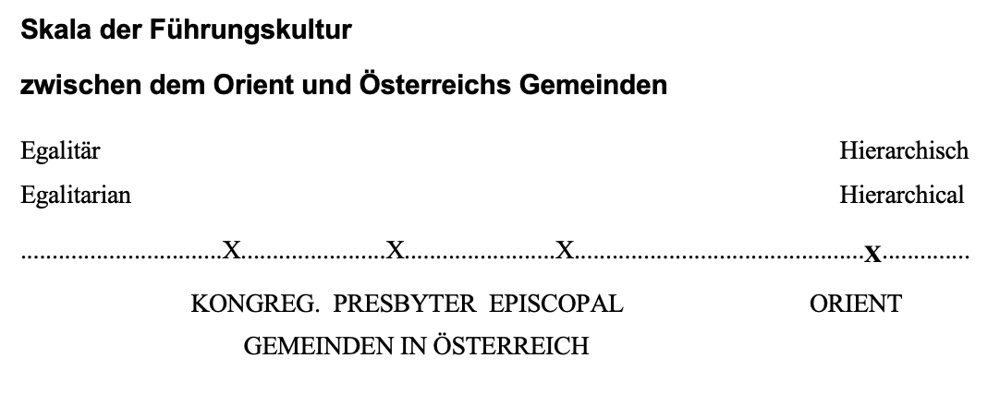 Skala der Führungskultur
zwischen dem Orient und Österreichs Gemeinden
Egalitär Hierarchisch
Egalitarian Hierarchical
................................X.......................X........................X..............................................X..............
KONGREG. PRESBYTER EPISCOPAL ORIENT
GEMEINDEN IN ÖSTERREICH